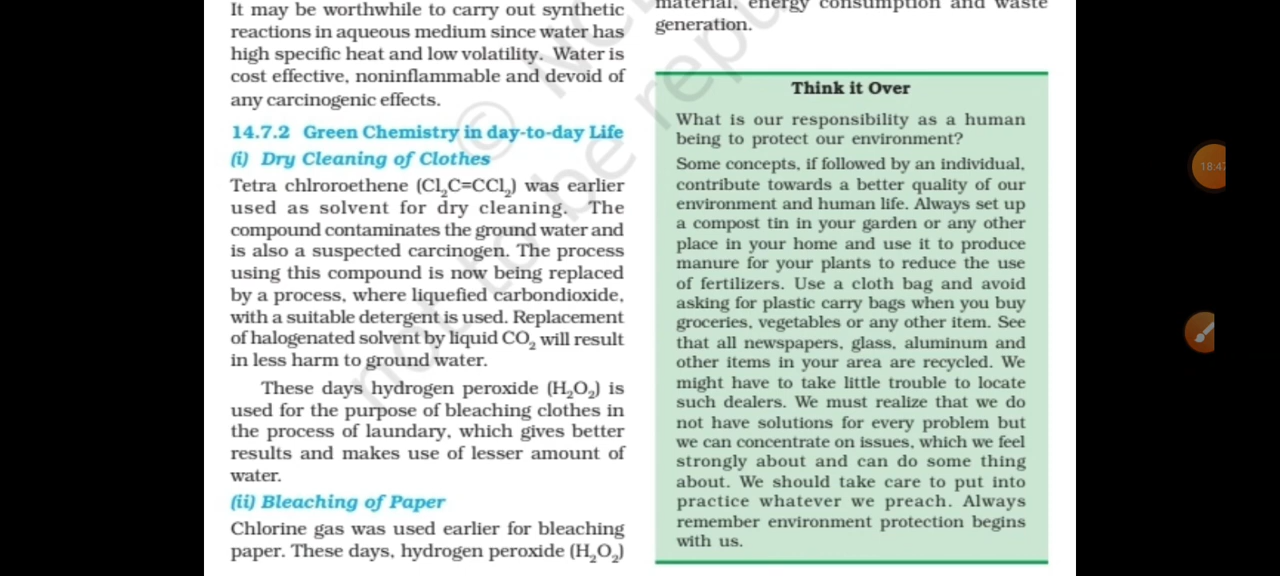 It may be worthwhile to carry out synthetic
reactions in aqueous medium since water has
high specific heat and low volatility. Water is
cost effective, noninflammable and devoid of
any carcinogenic effects.
14.7.2 Green Chemistry in day-to-day Life
(i) Dry Cleaning of Clothes
Tetra chlroroethene (Cl₂C=CCl₂) was earlier
used as solvent for dry cleaning. The
compound contaminates the ground water and
is also a suspected carcinogen. The process
using this compound is now being replaced
by a process, where liquefied carbondioxide,
with a suitable detergent is used. Replacement
of halogenated solvent by liquid CO₂ will result
in less harm to ground water.
These days hydrogen peroxide (H₂O₂) is
used for the purpose of bleaching clothes in
the process of laundary, which gives better
results and makes use of lesser amount of
water.
(ii) Bleaching of Paper
Chlorine gas was used earlier for bleaching
paper. These days, hydrogen peroxide (H₂O₂)
material, energy consumption and waste
generation.
Think it Over
What is our responsibility as a human
being to protect our environment?
Some concepts, if followed by an individual,
contribute towards a better quality of our
environment and human life. Always set up
a compost tin in your garden or any other
place in your home and use it to produce
manure for your plants to reduce the use
of fertilizers. Use a cloth bag and avoid
asking for plastic carry bags when you buy
groceries, vegetables or any other item. See
that all newspapers, glass, aluminum and
other items in your area are recycled. We
might have to take little trouble to locate
such dealers. We must realize that we do
not have solutions for every problem but
we can concentrate on issues, which we feel
strongly about and can do some thing
about. We should take care to put into
practice whatever we preach. Always
remember environment protection begins
with us.
© NC
not to be rep
18:47